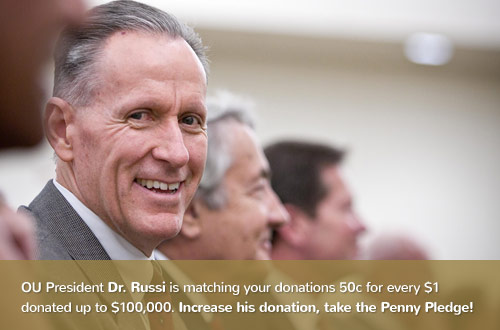 OU President Dr. Russi is matching your donations 50c for every $1
donated up to $100,000. Increase his donation, take the Penny Pledge!